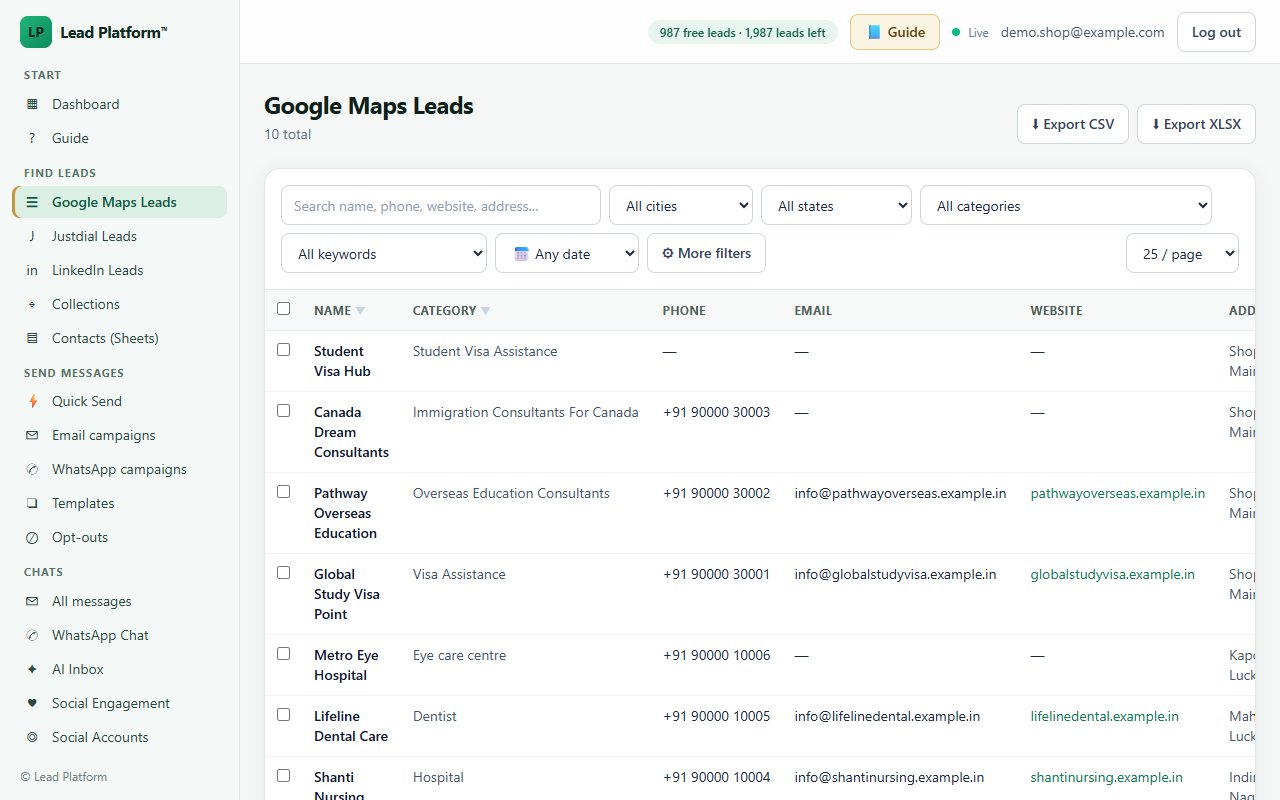 LP Lead Platform™
START
Dashboard
? Guide
FIND LEADS
Google Maps Leads
J Justdial Leads
in LinkedIn Leads
Collections
Contacts (Sheets)
SEND MESSAGES
Quick Send
Email campaigns
WhatsApp campaigns
Templates
Opt-outs
CHATS
All messages
WhatsApp Chat
AI Inbox
Social Engagement
Social Accounts
© Lead Platform
987 free leads · 1,987 leads left
Guide
Live
demo.shop@example.com
Log out
Google Maps Leads
10 total
Export CSV
Export XLSX
Search name, phone, website, address...
All cities
All states
All categories
All keywords
Any date
More filters
25 / page
NAME CATEGORY PHONE EMAIL WEBSITE ADD
Student Student Visa Assistance — — — Shop
Visa Hub Main
Canada Immigration Consultants For Canada +91 90000 30003 — —
Dream
Consultants
Pathway Overseas Education Consultants +91 90000 30002 info@pathwayoverseas.example.in pathwayoverseas.example.in
Overseas
Education
Global Visa Assistance +91 90000 30001 info@globalstudyvisa.example.in globalstudyvisa.example.in
Study Visa
Point
Metro Eye Eye care centre +91 90000 10006 — —
Hospital
Lifeline Dentist +91 90000 10005 info@lifelinedental.example.in lifelinedental.example.in
Dental Care
Shanti Hospital +91 90000 10004 info@shantinursing.example.in shantinursing.example.in
Nursing